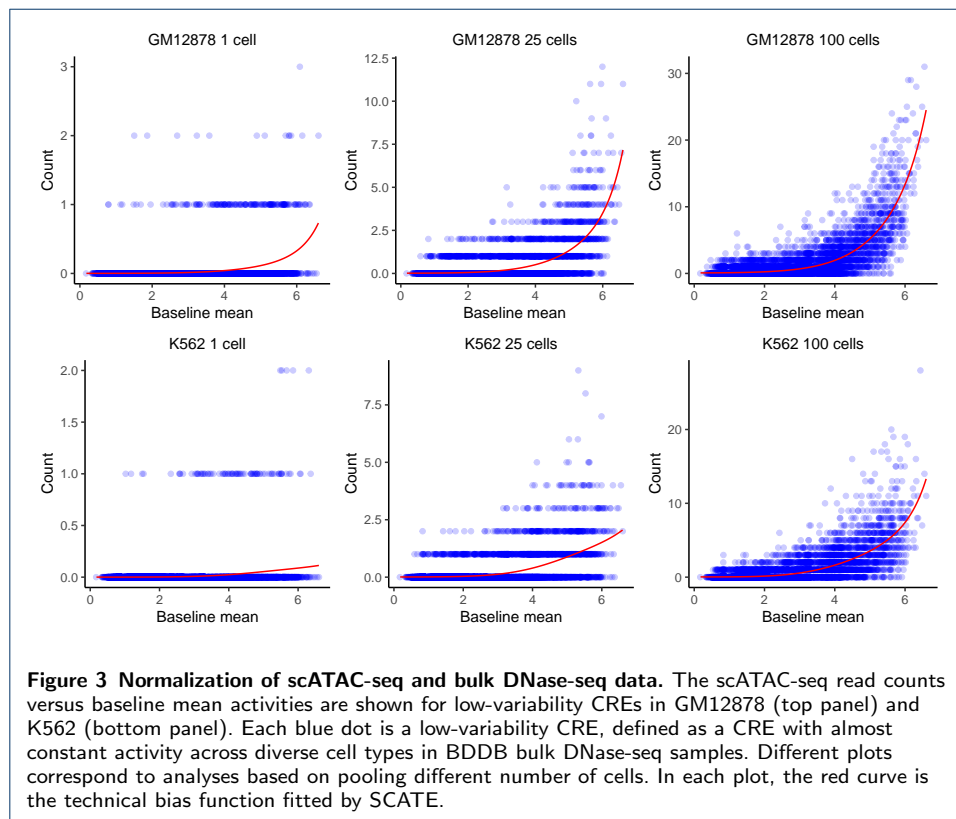 GM12878 1 cell
GM12878 25 cells
GM12878 100 cells
3
2
1
0
Count
0
2
4
6
Baseline mean
12.5
10.0
7.5
5.0
2.5
0.0
Count
0
2
4
6
Baseline mean
30
20
10
0
Count
0
2
4
6
Baseline mean
K562 1 cell
K562 25 cells
K562 100 cells
2.0
1.5
1.0
0.5
0.0
Count
0
2
4
6
Baseline mean
7.5
5.0
2.5
0.0
Count
0
2
4
6
Baseline mean
20
10
0
Count
0
2
4
6
Baseline mean
Figure 3 Normalization of scATAC-seq and bulk DNase-seq data. The scATAC-seq read counts
versus baseline mean activities are shown for low-variability CREs in GM12878 (top panel) and
K562 (bottom panel). Each blue dot is a low-variability CRE, defined as a CRE with almost
constant activity across diverse cell types in BDDB bulk DNase-seq samples. Different plots
correspond to analyses based on pooling different number of cells. In each plot, the red curve is
the technical bias function fitted by SCATE.